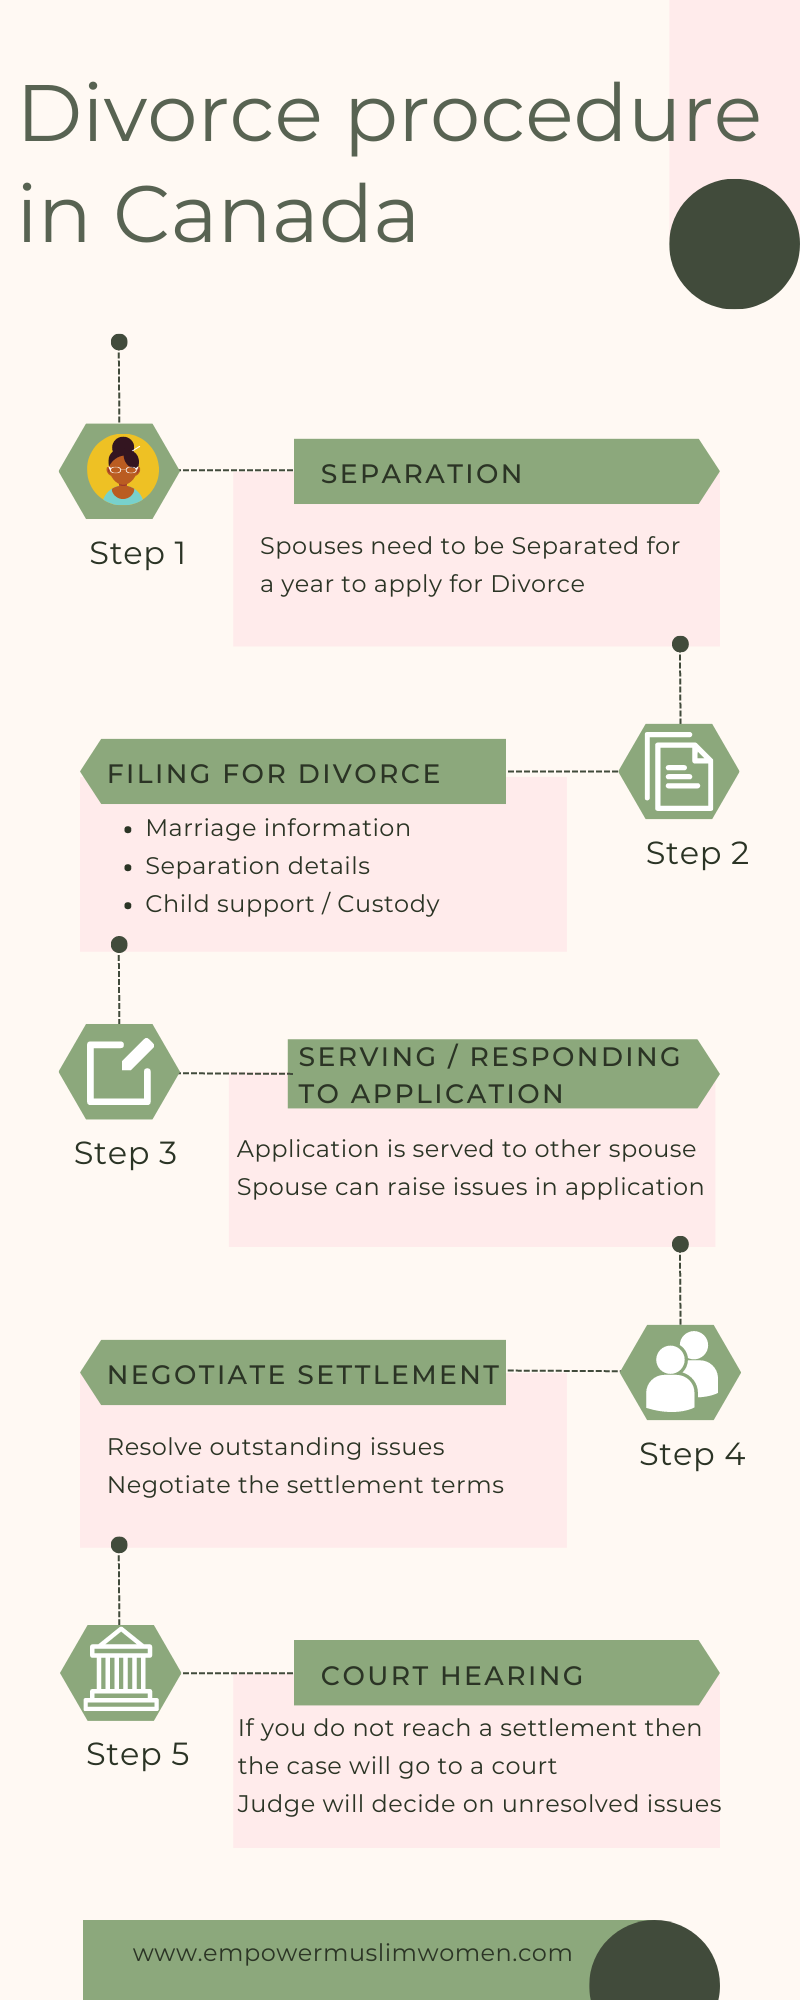 Divorce procedure
in Canada
SEPARATION
Step 1
Spouses need to be Separated for
a year to apply for Divorce
FILING FOR DIVORCE
• Marriage information
• Separation details
• Child support / Custody
Step 2
SERVING / RESPONDING
TO APPLICATION
Step 3
Application is served to other spouse
Spouse can raise issues in application
NEGOTIATE SETTLEMENT
Step 4
Resolve outstanding issues
Negotiate the settlement terms
COURT HEARING
Step 5
If you do not reach a settlement then
the case will go to a court
Judge will decide on unresolved issues
www.empowermuslimwomen.com